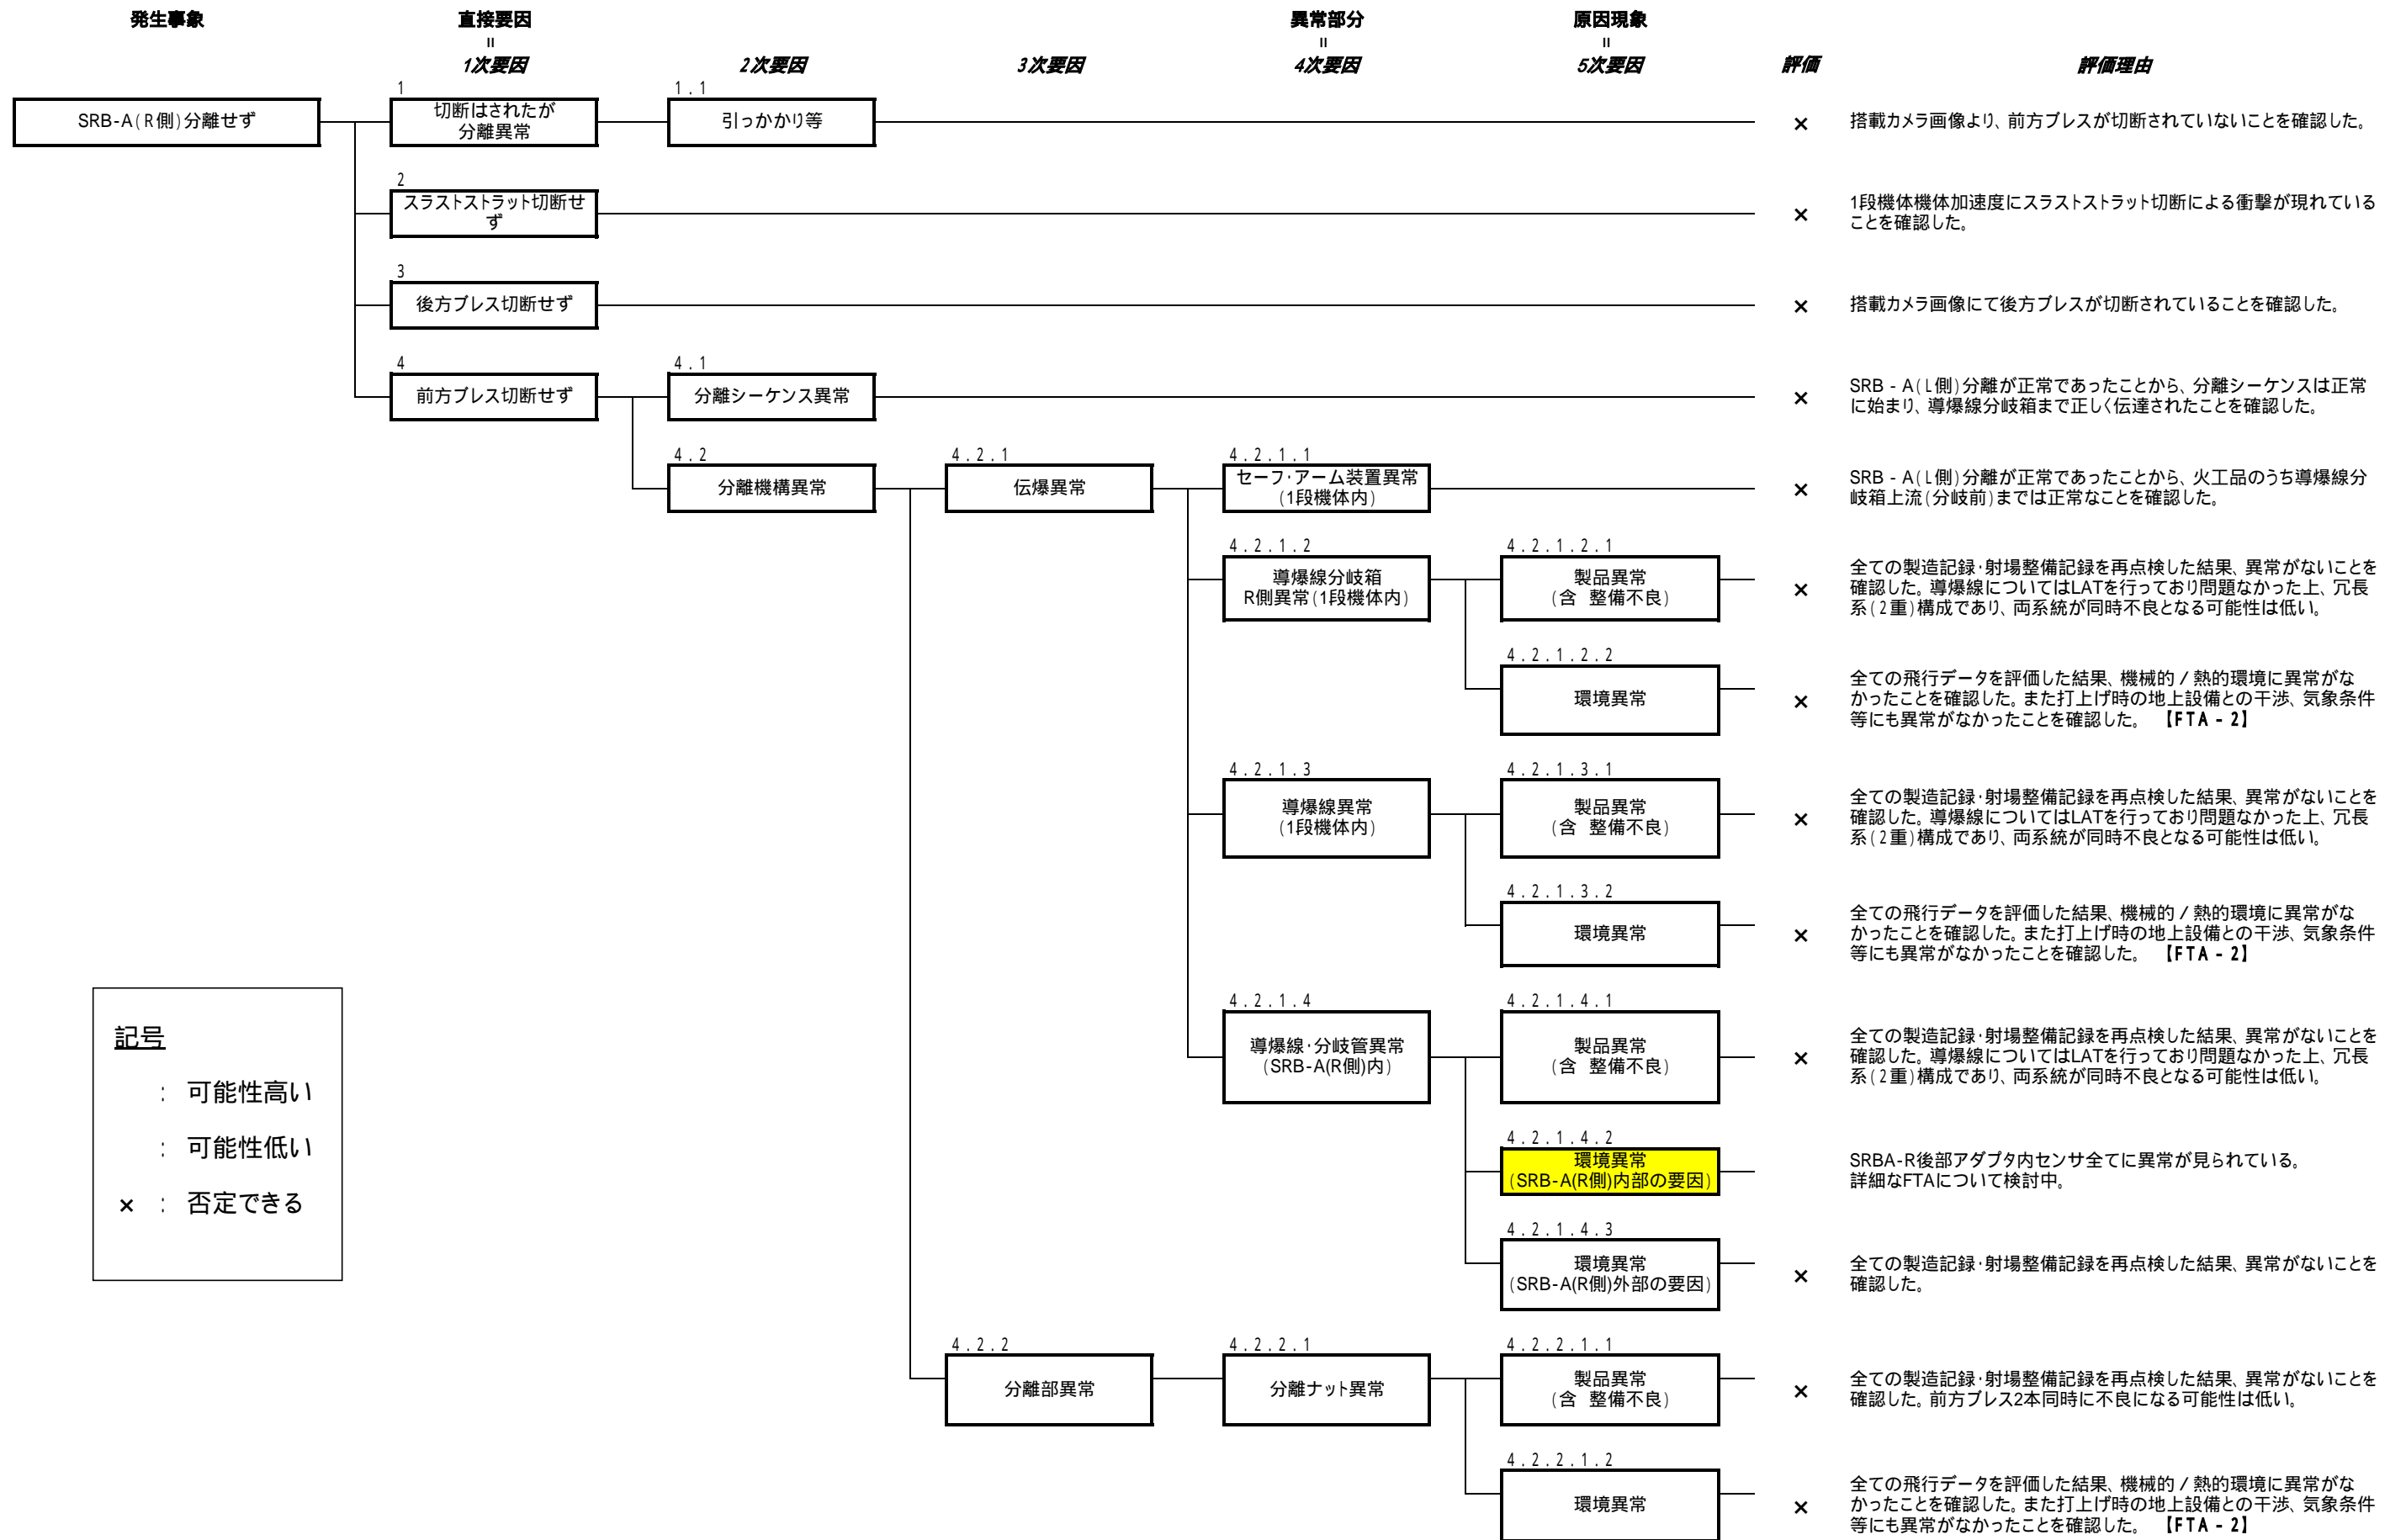 発生事象
直接要因
=
1次要因
2次要因
3次要因
異常部分
=
4次要因
原因現象
=
5次要因
評価
評価理由
SRB-A(R側)分離せず
1
切断はされたが
分離異常
1.1
引っかかり等
×
搭載カメラ画像より、前方ブレスが切断されていないことを確認した。
2
スラストストラット切断せ
ず
×
1段機体機体加速度にスラストストラット切断による衝撃が現れている
ことを確認した。
3
後方ブレス切断せず
×
搭載カメラ画像にて後方ブレスが切断されていることを確認した。
4
前方ブレス切断せず
4.1
分離シーケンス異常
×
SRB-A(L側)分離が正常であったことから、分離シーケンスは正常
に始まり、導爆線分岐箱まで正しく伝達されたことを確認した。
4.2
分離機構異常
4.2.1
伝爆異常
4.2.1.1
セーフ・アーム装置異常
(1段機体内)
×
SRB-A(L側)分離が正常であったことから、火工品のうち導爆線分
岐箱上流(分岐前)までは正常なことを確認した。
4.2.1.2
導爆線分岐箱
R側異常(1段機体内)
4.2.1.2.1
製品異常
(含 整備不良)
×
全ての製造記録・射場整備記録を再点検した結果、異常がないことを
確認した。導爆線についてはLATを行っており問題なかった上、冗長
系(2重)構成であり、両系統が同時不良となる可能性は低い。
4.2.1.2.2
環境異常
×
全ての飛行データを評価した結果、機械的/熱的環境に異常がな
かったことを確認した。また打上げ時の地上設備との干渉、気象条件
等にも異常がなかったことを確認した。 【FTA-2】
4.2.1.3
導爆線異常
(1段機体内)
4.2.1.3.1
製品異常
(含 整備不良)
×
全ての製造記録・射場整備記録を再点検した結果、異常がないことを
確認した。導爆線についてはLATを行っており問題なかった上、冗長
系(2重)構成であり、両系統が同時不良となる可能性は低い。
4.2.1.3.2
環境異常
×
全ての飛行データを評価した結果、機械的/熱的環境に異常がな
かったことを確認した。また打上げ時の地上設備との干渉、気象条件
等にも異常がなかったことを確認した。 【FTA-2】
4.2.1.4
導爆線・分岐管異常
(SRB-A(R側)内)
4.2.1.4.1
製品異常
(含 整備不良)
×
全ての製造記録・射場整備記録を再点検した結果、異常がないことを
確認した。導爆線についてはLATを行っており問題なかった上、冗長
系(2重)構成であり、両系統が同時不良となる可能性は低い。
4.2.1.4.2
環境異常
(SRB-A(R側)内部の要因)
SRBA-R後部アダプタ内センサ全てに異常が見られている。
詳細なFTAについて検討中。
4.2.1.4.3
環境異常
(SRB-A(R側)外部の要因)
×
全ての製造記録・射場整備記録を再点検した結果、異常がないことを
確認した。
4.2.2
分離部異常
4.2.2.1
分離ナット異常
4.2.2.1.1
製品異常
(含 整備不良)
×
全ての製造記録・射場整備記録を再点検した結果、異常がないことを
確認した。前方ブレス2本同時に不良になる可能性は低い。
4.2.2.1.2
環境異常
×
全ての飛行データを評価した結果、機械的/熱的環境に異常がな
かったことを確認した。また打上げ時の地上設備との干渉、気象条件
等にも異常がなかったことを確認した。 【FTA-2】
記号
: 可能性高い
: 可能性低い
× : 否定できる